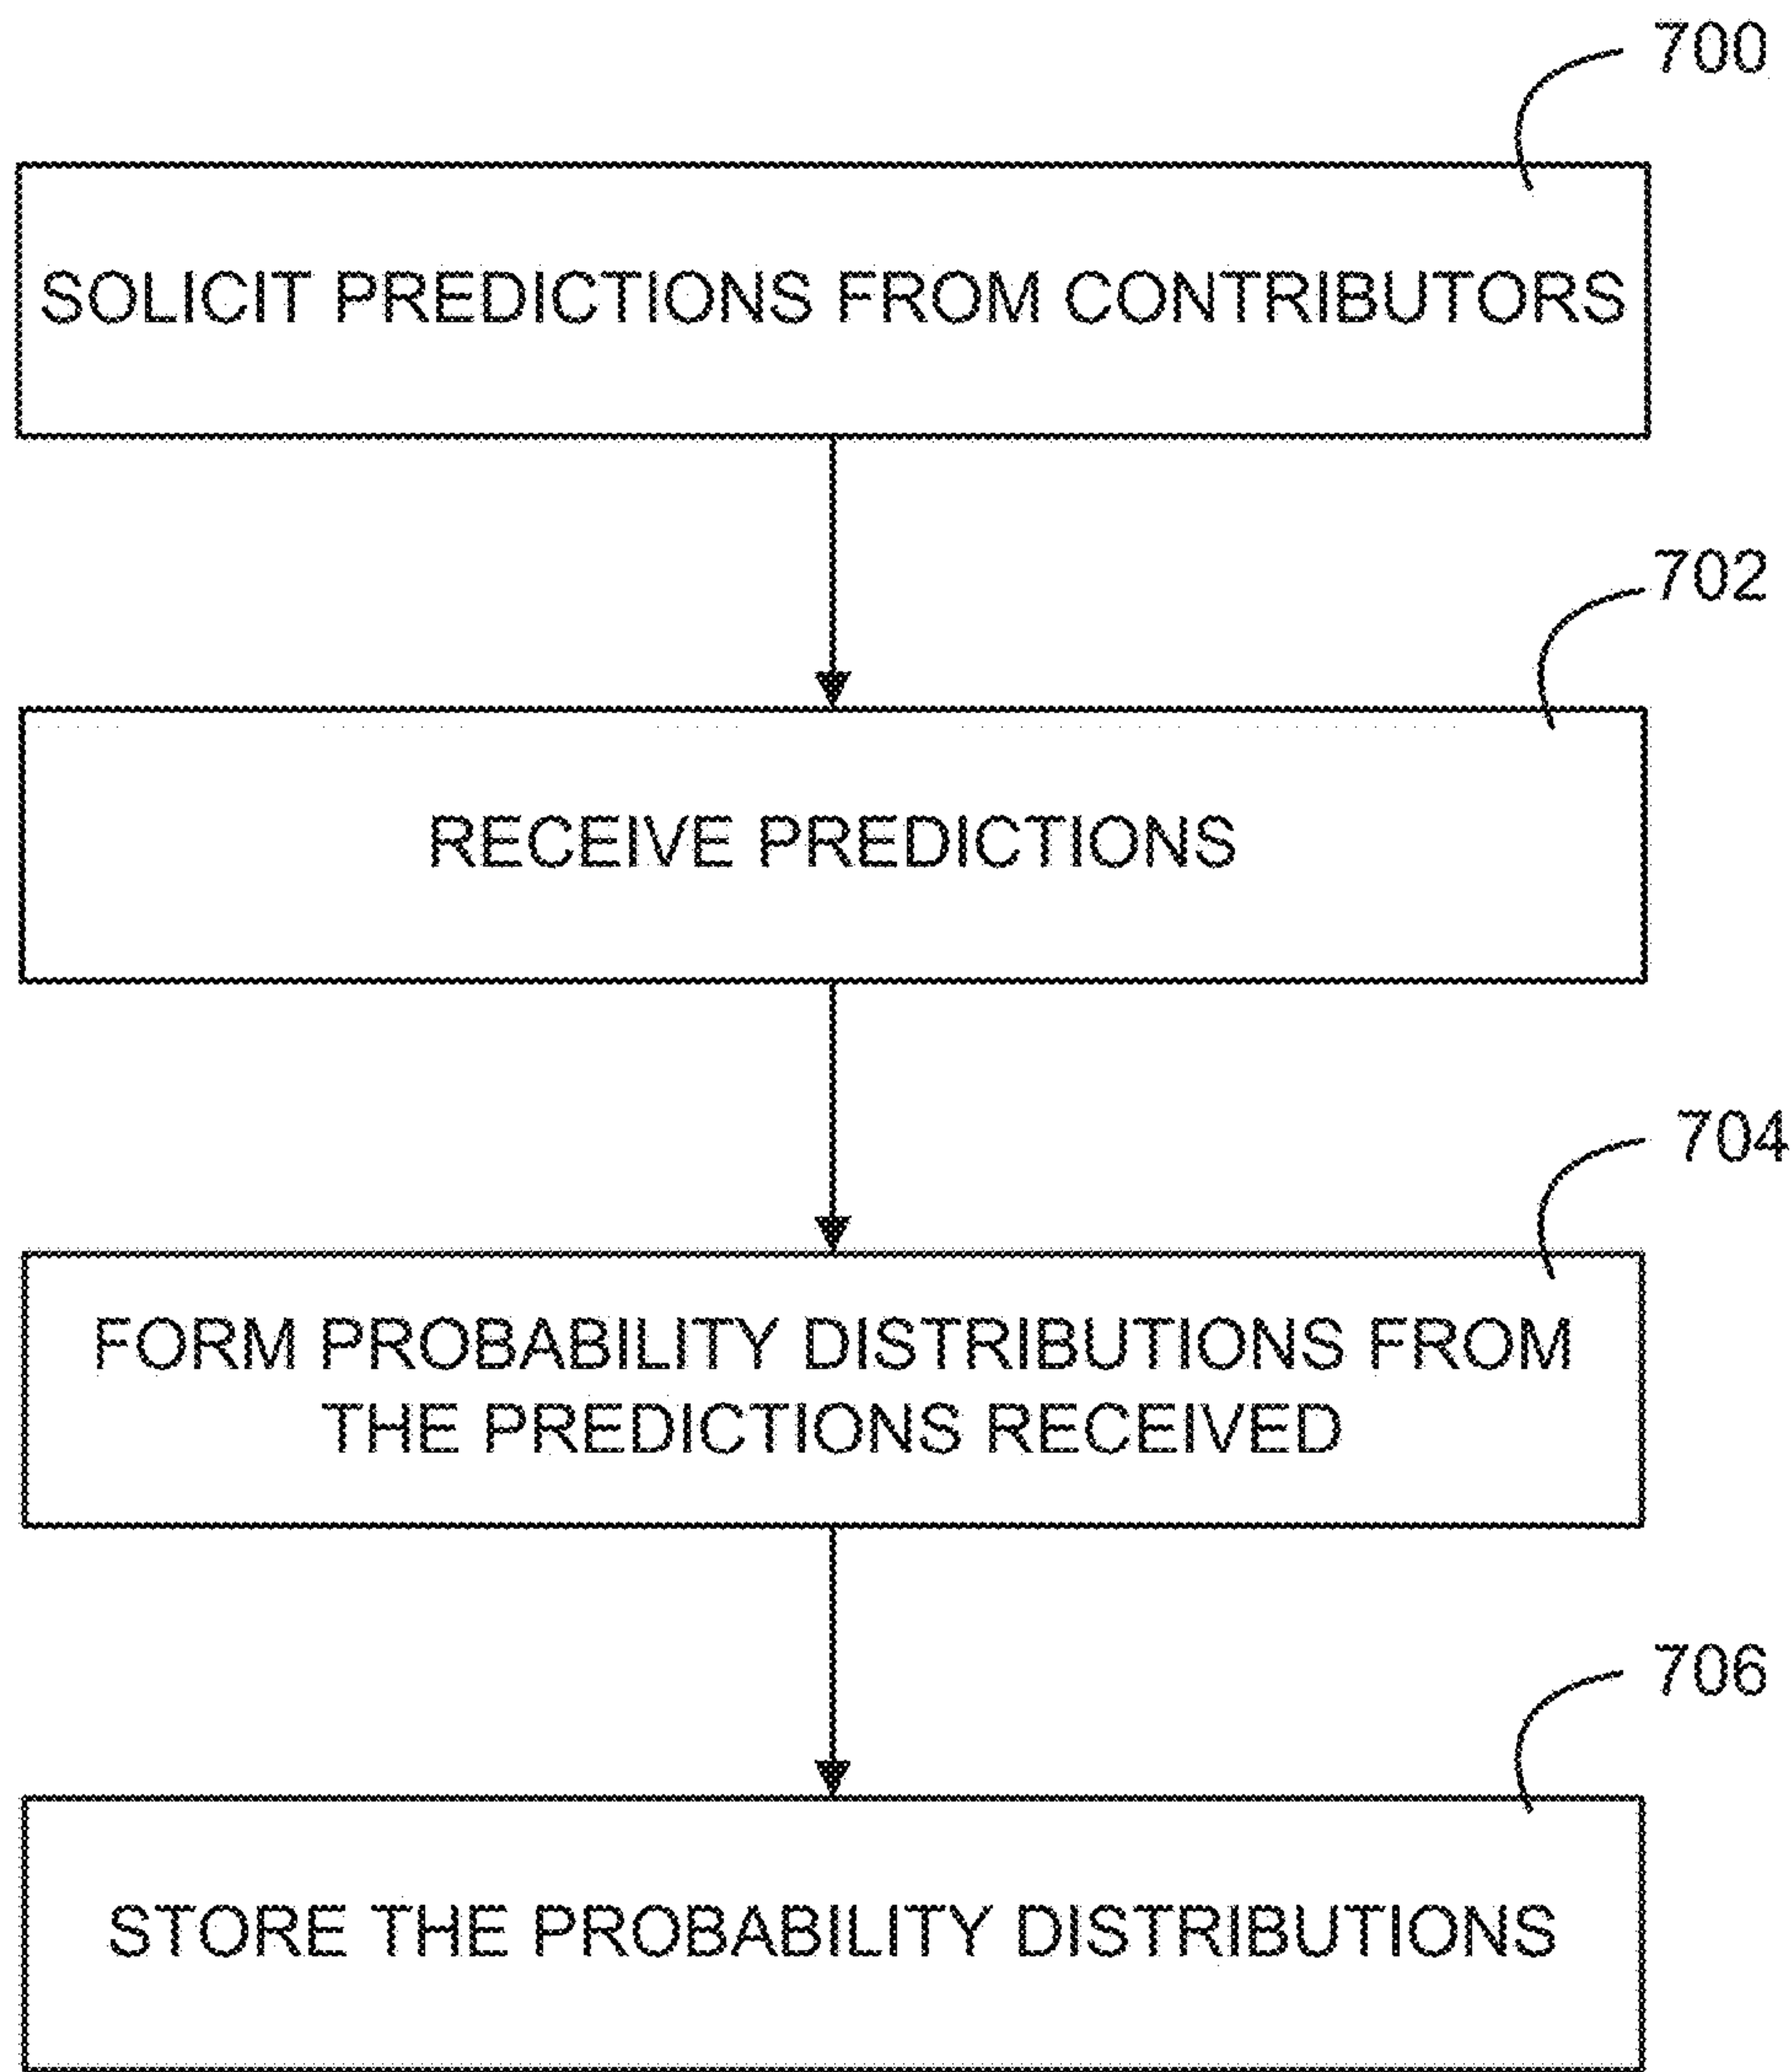 700
SOLICIT PREDICTIONS FROM CONTRIBUTORS
702
RECEIVE PREDICTIONS
704
FORM PROBABILITY DISTRIBUTIONS FROM
THE PREDICTIONS RECEIVED
706
STORE THE PROBABILITY DISTRIBUTIONS